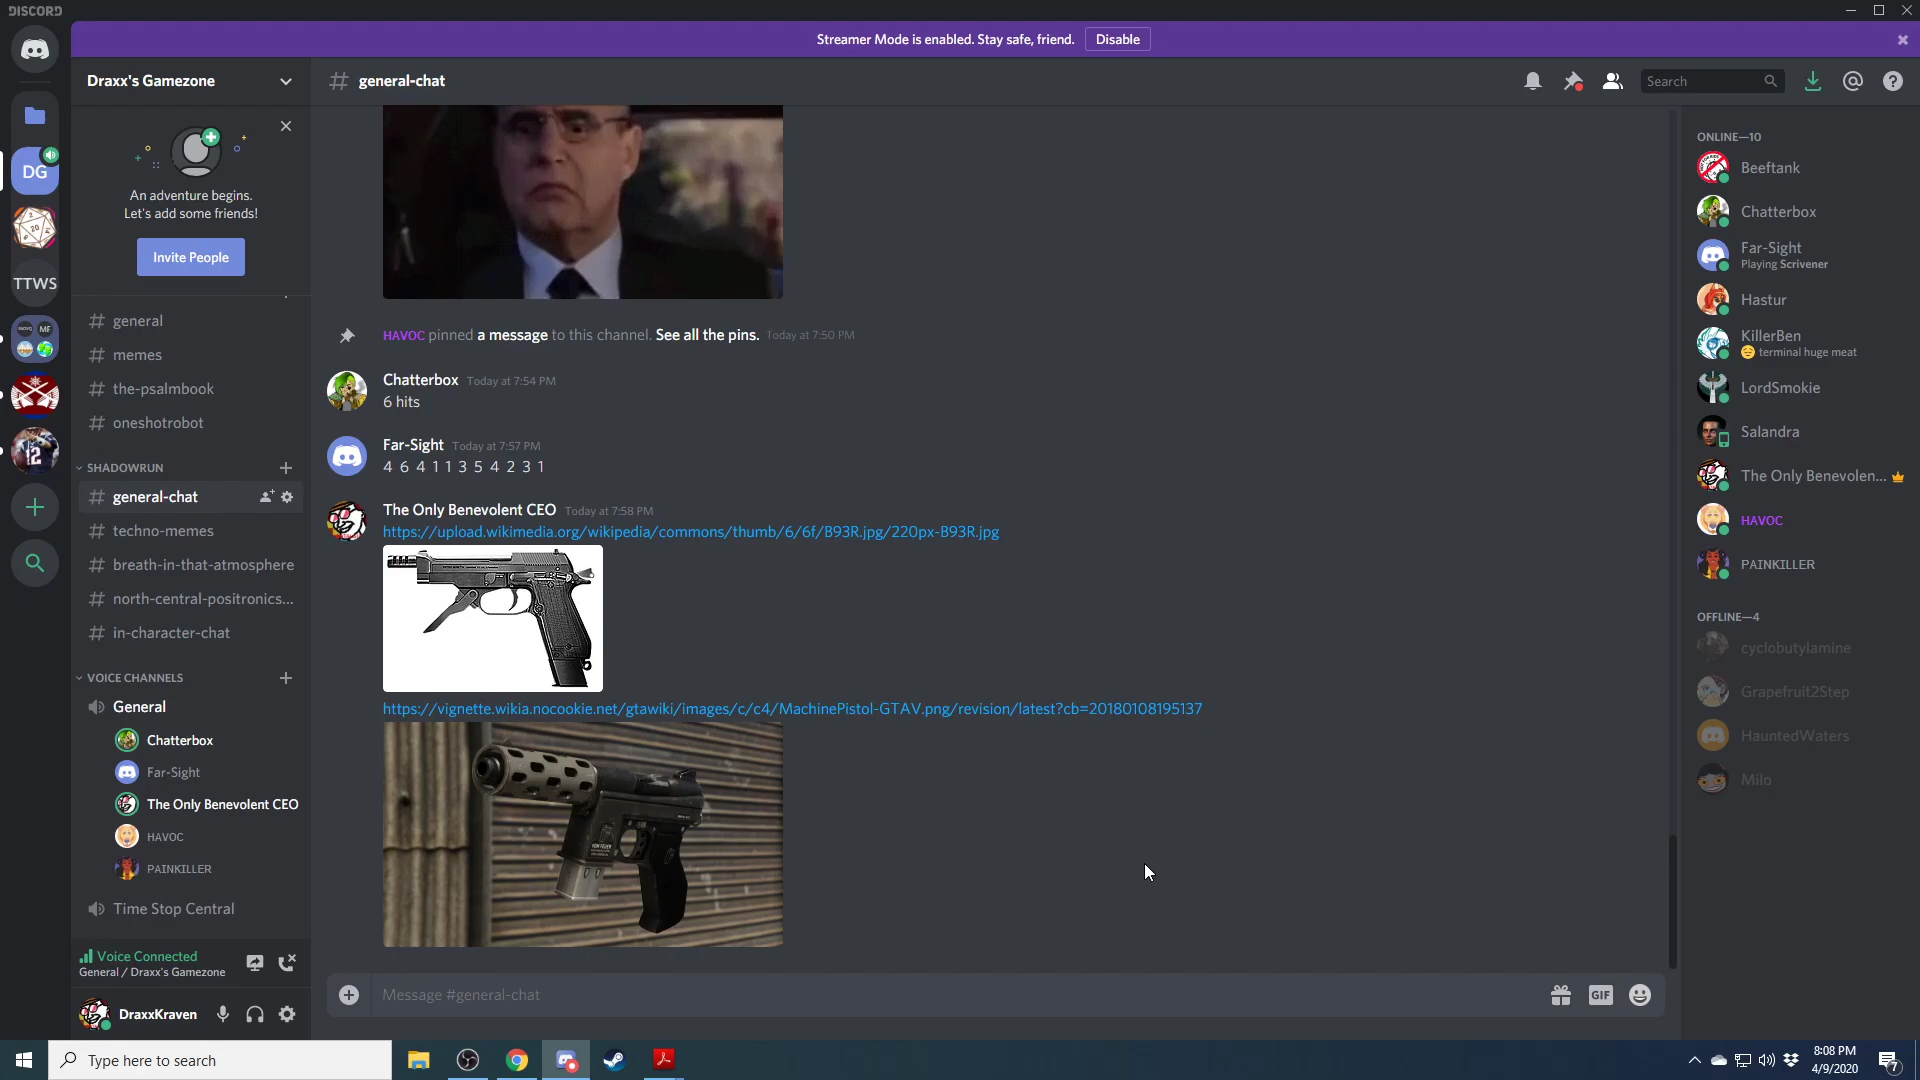 DISCORD
Streamer Mode is enabled. Stay safe, friend.
Disable
Draxx's Gamezone
general-chat
Search
DG
TTWS
12
20
MF
An adventure begins.
Let's add some friends!
Invite People
general
memes
the-psalmbook
oneshotrobot
SHADOWRUN
general-chat
techno-memes
breath-in-that-atmosphere
north-central-positronics...
in-character-chat
VOICE CHANNELS
General
Chatterbox
Far-Sight
The Only Benevolent CEO
HAVOC
PAINKILLER
Time Stop Central
Voice Connected
General / Draxx's Gamezone
DraxxKraven
HAVOC pinned a message to this channel. See all the pins. Today at 7:50 PM
Chatterbox Today at 7:54 PM
6 hits
Far-Sight Today at 7:57 PM
4 6 4 1 1 3 5 4 2 3 1
The Only Benevolent CEO Today at 7:58 PM
https://upload.wikimedia.org/wikipedia/commons/thumb/6/6f/B93R.jpg/220px-B93R.jpg
https://vignette.wikia.nocookie.net/gtawiki/images/c/c4/MachinePistol-GTAV.png/revision/latest?cb=20180108195137
Message #general-chat
GIF
ONLINE—10
Beeftank
Chatterbox
Far-Sight
Playing Scrivener
Hastur
KillerBen
terminal huge meat
LordSmokie
Salandra
The Only Benevolen...
HAVOC
PAINKILLER
OFFLINE—4
cyclobutylamine
Grapefruit2Step
HauntedWaters
Milo
Type here to search
8:08 PM
4/9/2020
7